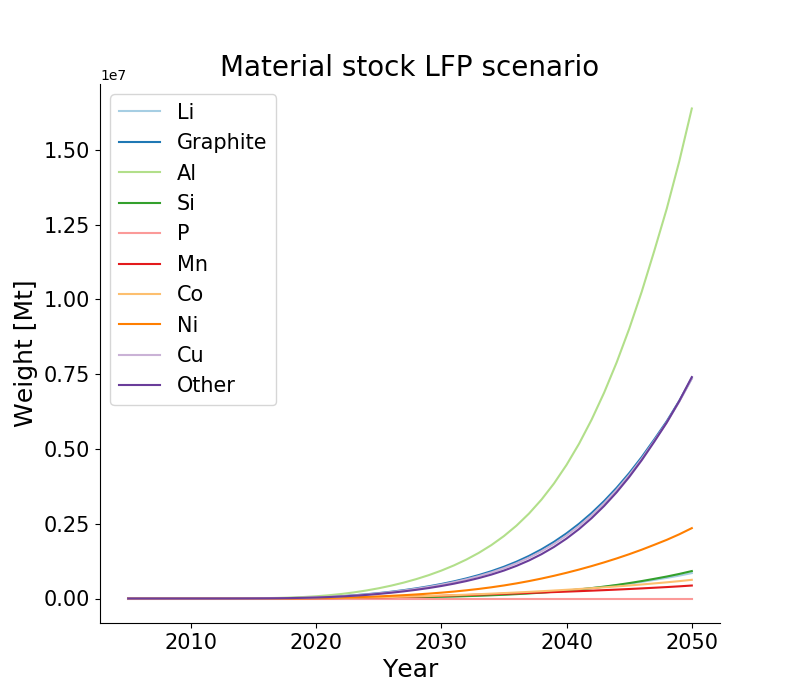 Material stock LFP scenario
1e7
Li
Graphite
Al
Si
P
Mn
Co
Ni
Cu
Other
1.50
1.25
1.00
0.75
0.50
0.25
0.00
Weight [Mt]
2010 2020 2030 2040 2050
Year